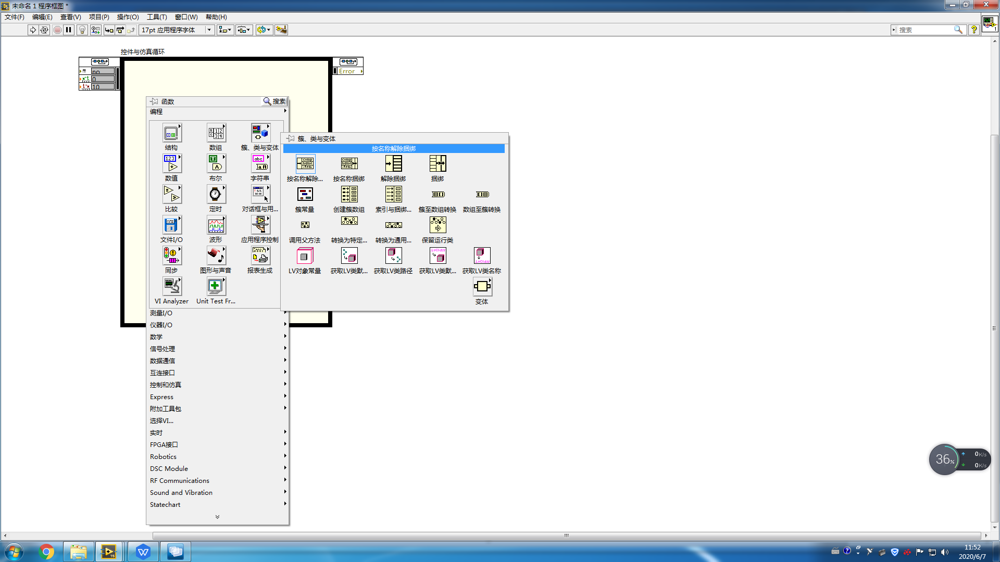 未命名 1 程序框图 *
文件(F) 编辑(E) 查看(V) 项目(P) 操作(O) 工具(T) 窗口(W) 帮助(H)
17pt 应用程序字体
搜索
控件与仿真循环
no
0
10
Error
函数 搜索
编程
结构 数组 簇、类与变体
数值 布尔 字符串
比较 定时 对话框与用...
文件I/O 波形 应用程序控制
同步 图形与声音 报表生成
VI Analyzer Unit Test Fr...
测量I/O
仪器I/O
数学
信号处理
数据通信
互连接口
控制和仿真
Express
附加工具包
选择VI...
实时
FPGA接口
Robotics
DSC Module
RF Communications
Sound and Vibration
Statechart
簇、类与变体
按名称解除捆绑
按名称解除... 按名称捆绑 解除捆绑 捆绑
簇常量 创建簇数组 索引与捆绑... 簇至数组转换 数组至簇转换
调用父方法 转换为特定... 转换为通用... 保留运行类
LV对象常量 获取LV类默... 获取LV类路径 获取LV类默... 获取LV类名称
变体
36%
0K/s
0K/s
11:52
2020/6/7